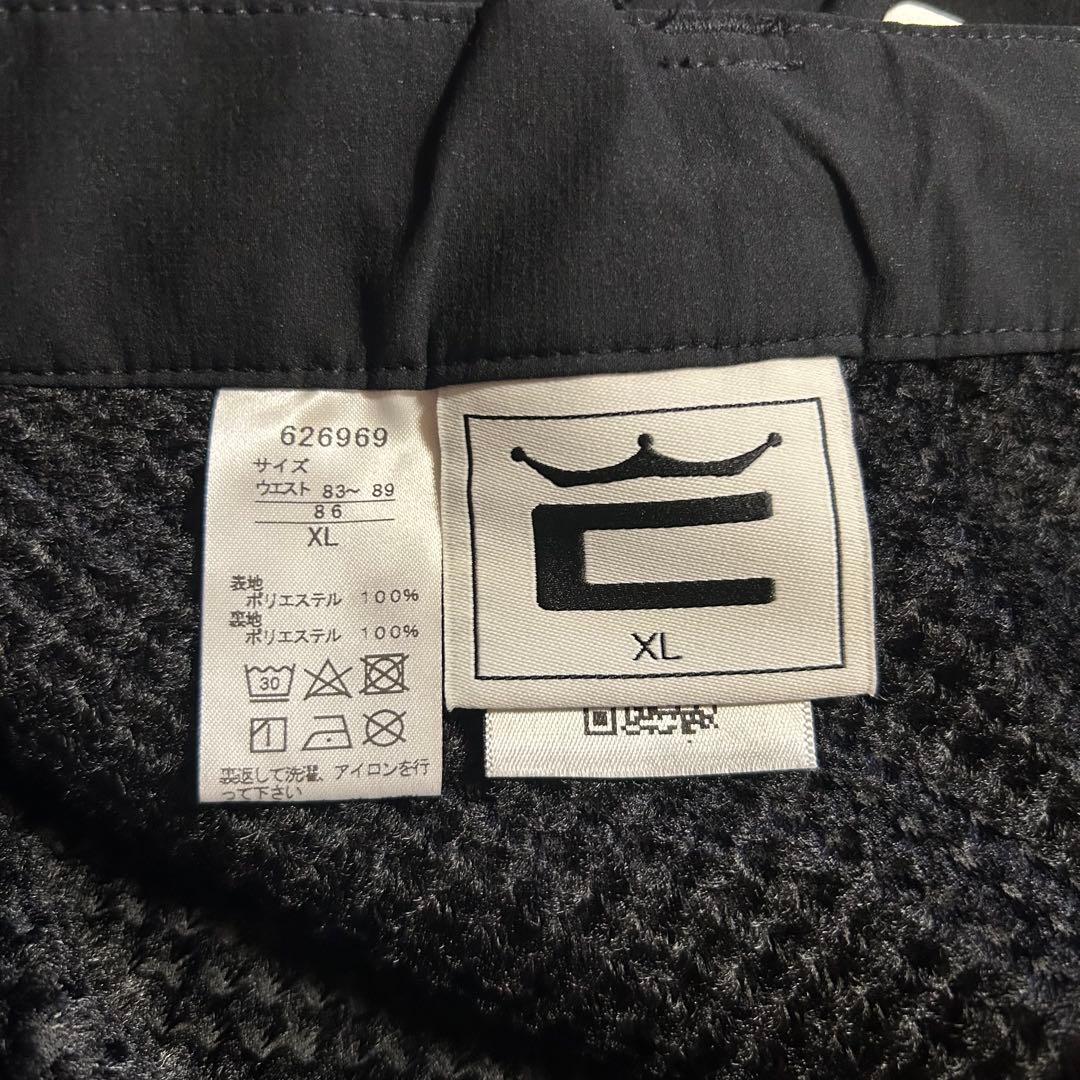 626969
サイズ
ウエスト 83～ 89
86
XL
表地
ポリエステル 100%
裏地
ポリエステル 100%
30
裏返して洗濯、アイロンを行
って下さい
XL